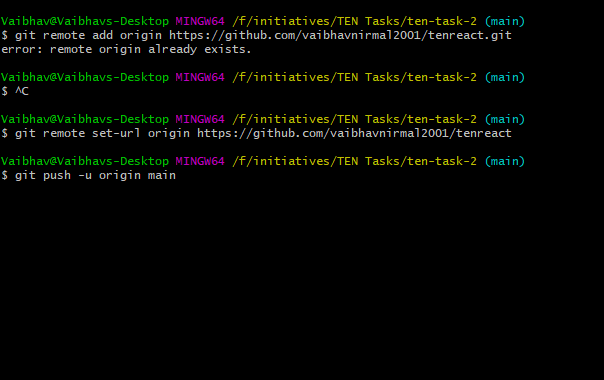 Vaibhav@Vaibhavs-Desktop MINGW64 /f/initiatives/TEN Tasks/ten-task-2 (main)
$ git remote add origin https://github.com/vaibhavnirmal2001/tenreact.git
error: remote origin already exists.
Vaibhav@Vaibhavs-Desktop MINGW64 /f/initiatives/TEN Tasks/ten-task-2 (main)
$ ^C
Vaibhav@Vaibhavs-Desktop MINGW64 /f/initiatives/TEN Tasks/ten-task-2 (main)
$ git remote set-url origin https://github.com/vaibhavnirmal2001/tenreact
Vaibhav@Vaibhavs-Desktop MINGW64 /f/initiatives/TEN Tasks/ten-task-2 (main)
$ git push -u origin main